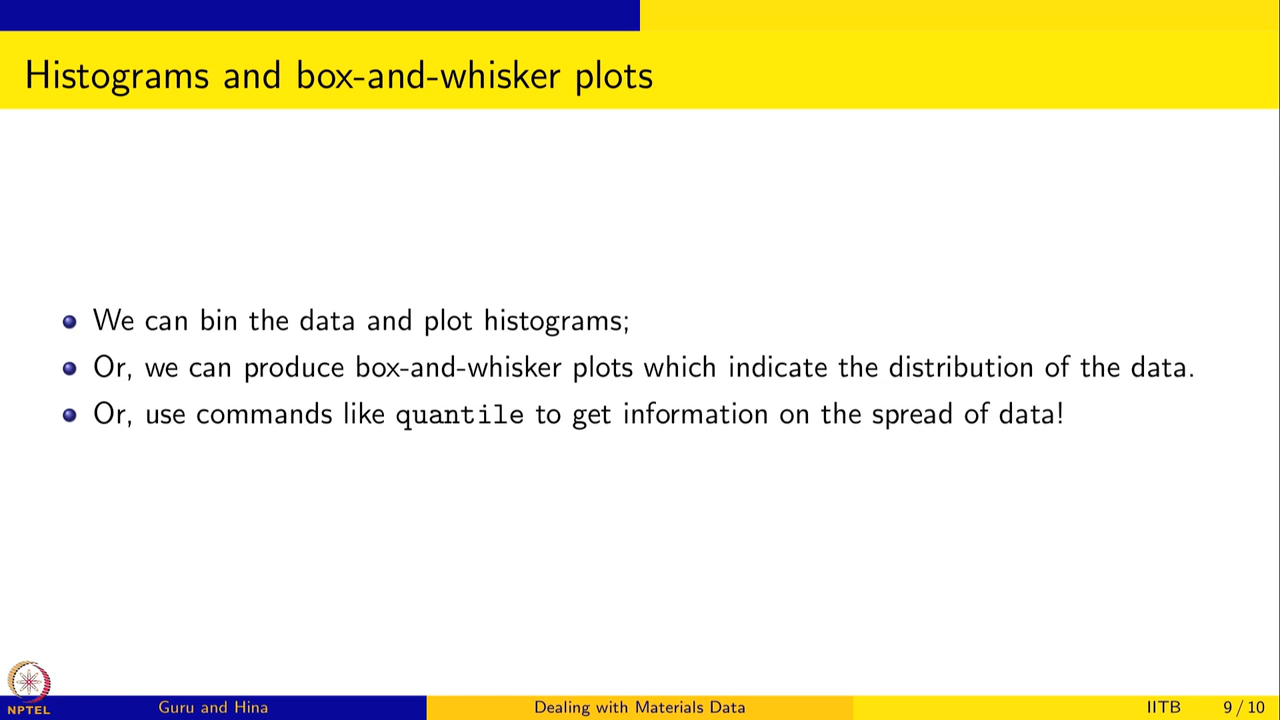 Histograms and box-and-whisker plots
We can bin the data and plot histograms;
Or, we can produce box-and-whisker plots which indicate the distribution of the data.
Or, use commands like quantile to get information on the spread of data!
NPTEL
Guru and Hina
Dealing with Materials Data
IITB
9 / 10